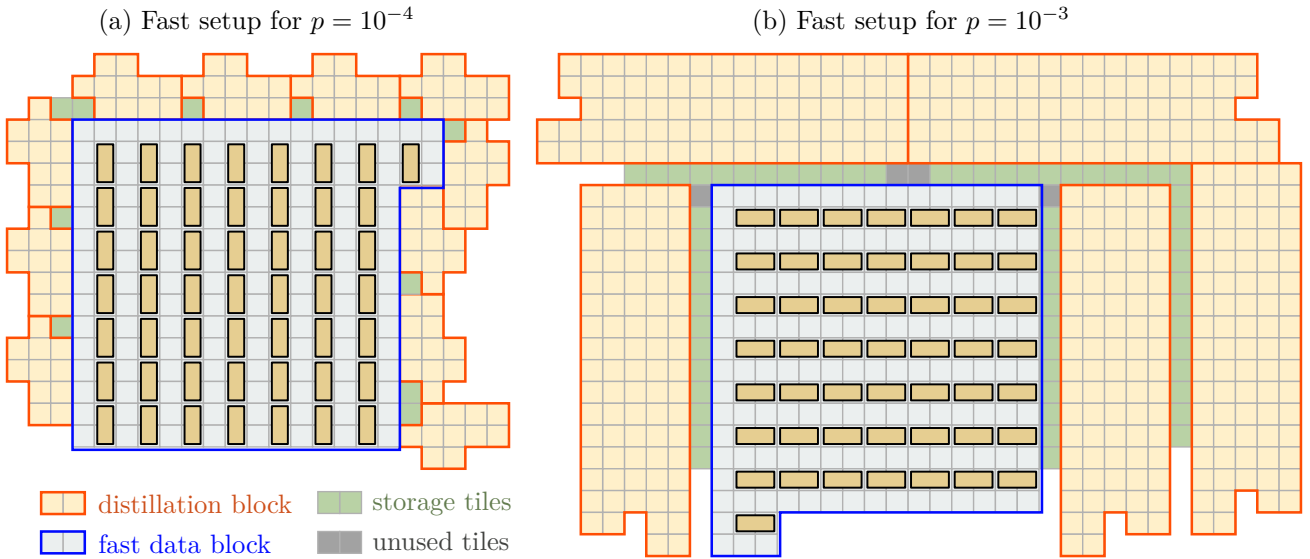 (a) Fast setup for $p = 10^{-4}$
(b) Fast setup for $p = 10^{-3}$
distillation block
storage tiles
fast data block
unused tiles